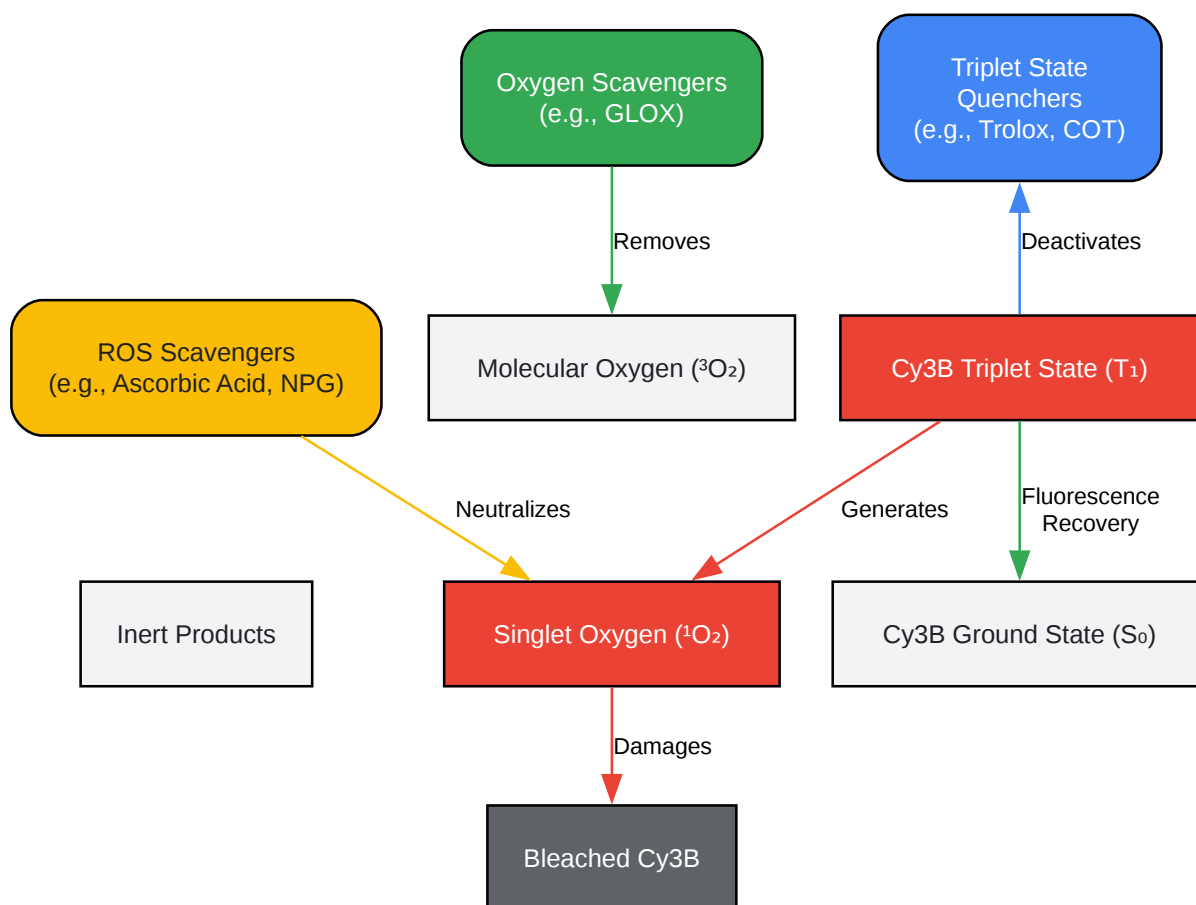 Oxygen Scavengers
(e.g., GLOX)
Triplet State
Quenchers
(e.g., Trolox, COT)
Removes
Deactivates
ROS Scavengers
(e.g., Ascorbic Acid, NPG)
Molecular Oxygen (³O₂)
Cy3B Triplet State (T₁)
Neutralizes
Generates
Fluorescence
Recovery
Inert Products
Singlet Oxygen (¹O₂)
Cy3B Ground State (S₀)
Damages
Bleached Cy3B